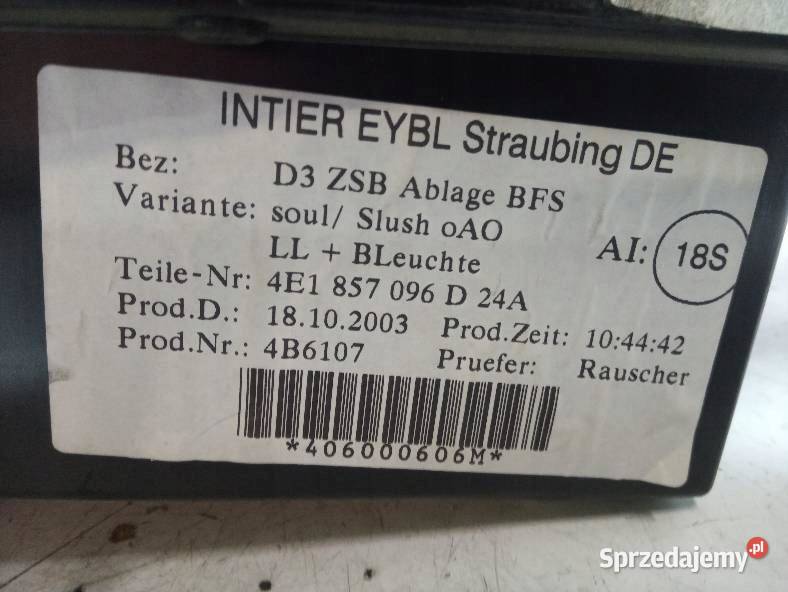 INTIER EYBL Straubing DE
Bez: D3 ZSB Ablage BFS
Variante: soul/ Slush oAO
LL + BLeuchte
AI: 18S
Teile-Nr: 4E1 857 096 D 24A
Prod.D.: 18.10.2003 Prod.Zeit: 10:44:42
Prod.Nr.: 4B6107 Pruefer: Rauscher
*406000606M*
Sprzedajemy.pl